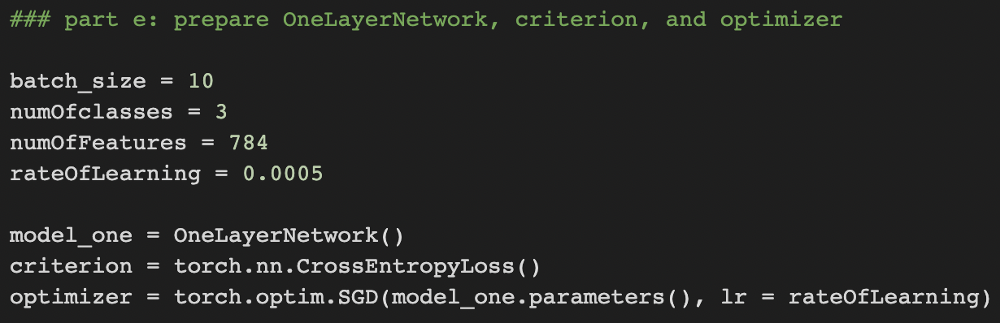 ### part e: prepare OneLayerNetwork, criterion, and optimizer
batch_size = 10
numOfclasses = 3
numOfFeatures = 784
rateOfLearning = 0.0005
model_one = OneLayerNetwork()
criterion = torch.nn.CrossEntropyLoss()
optimizer = torch.optim.SGD(model_one.parameters(), lr = rateOfLearning)